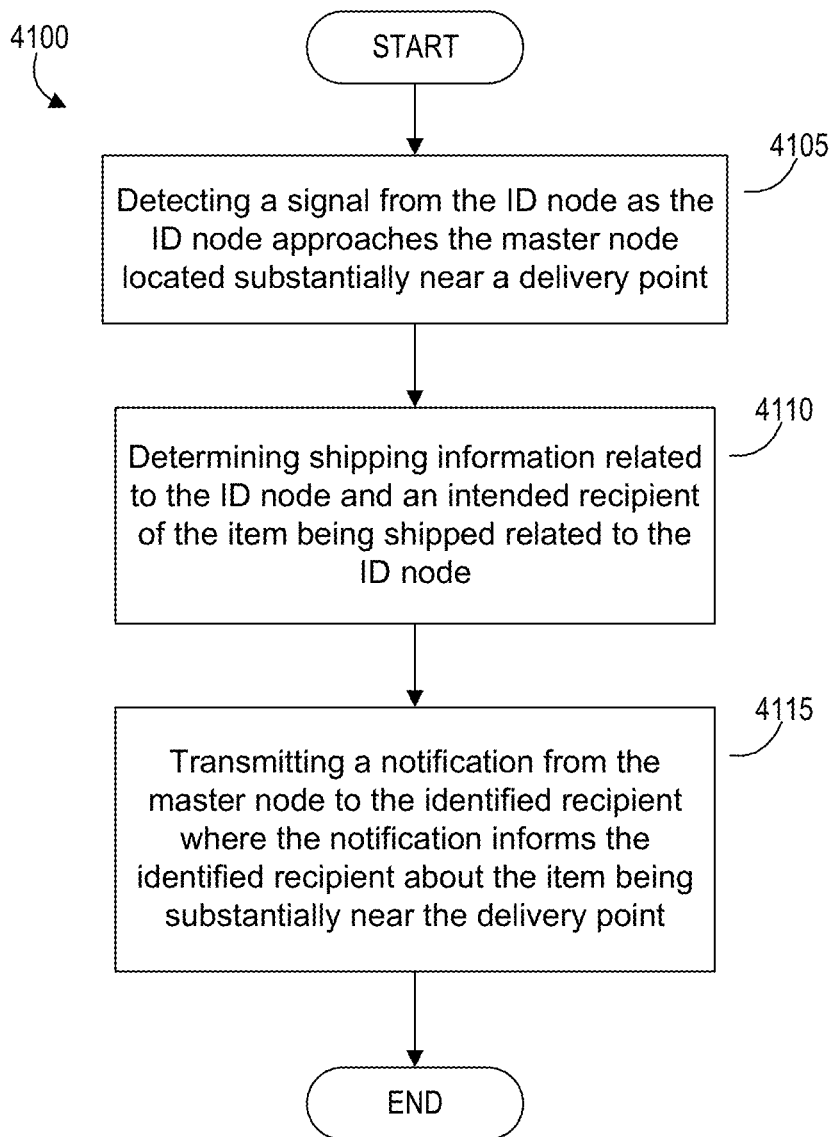 4100
START
4105
Detecting a signal from the ID node as the
ID node approaches the master node
located substantially near a delivery point
4110
Determining shipping information related
to the ID node and an intended recipient
of the item being shipped related to the
ID node
4115
Transmitting a notification from the
master node to the identified recipient
where the notification informs the
identified recipient about the item being
substantially near the delivery point
END